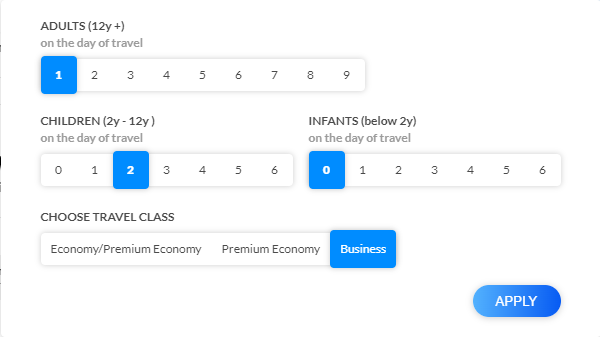 ADULTS (12y +)
on the day of travel
1 2 3 4 5 6 7 8 9
CHILDREN (2y - 12y ) INFANTS (below 2y)
on the day of travel on the day of travel
0 1 2 3 4 5 6 0 1 2 3 4 5 6
CHOOSE TRAVEL CLASS
Economy/Premium Economy Premium Economy Business
APPLY